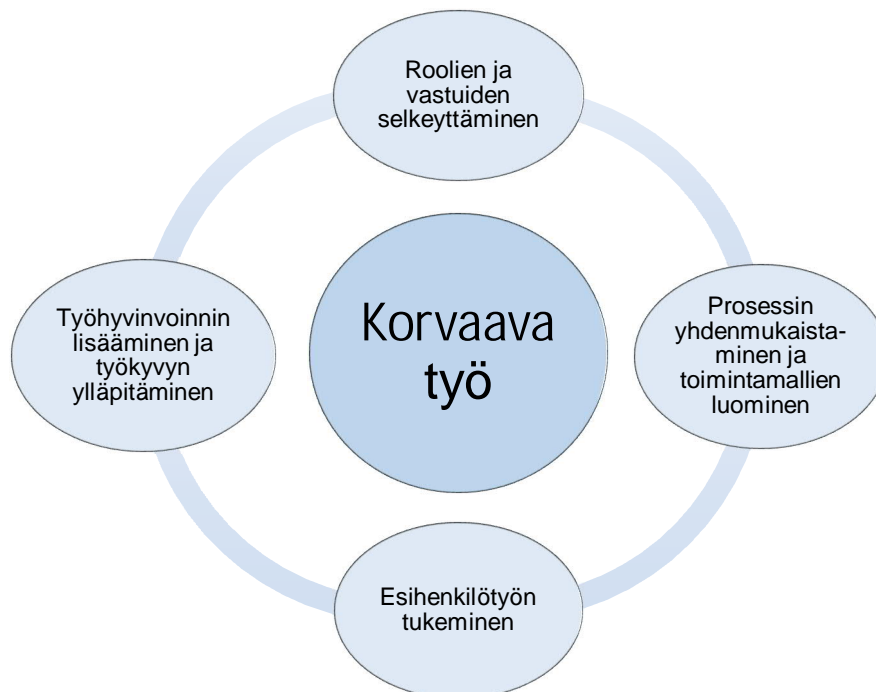 Roolien ja
vastuiden
selkeyttäminen
Työhyvinvoinnin
lisääminen ja
työkyvyn
ylläpitäminen
Korvaava
työ
Prosessin
yhdenmukaista-
minen ja
toimintamallien
luominen
Esihenkilötyön
tukeminen